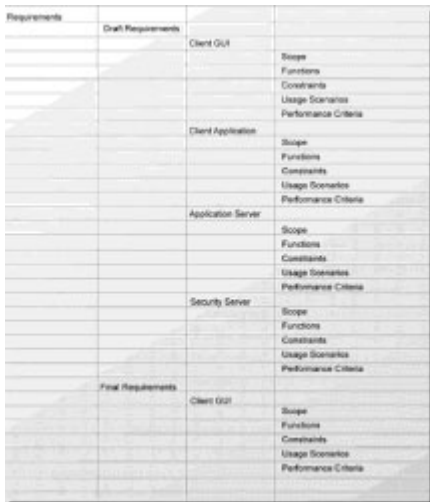 Requirements
Draft Requirements
Client GUI
Scope
Functions
Constraints
Usage Scenarios
Performance Criteria
Client Application
Scope
Functions
Constraints
Usage Scenarios
Performance Criteria
Application Server
Scope
Functions
Constraints
Usage Scenarios
Performance Criteria
Security Server
Scope
Functions
Constraints
Usage Scenarios
Performance Criteria
Final Requirements
Client GUI
Scope
Functions
Constraints
Usage Scenarios
Performance Criteria